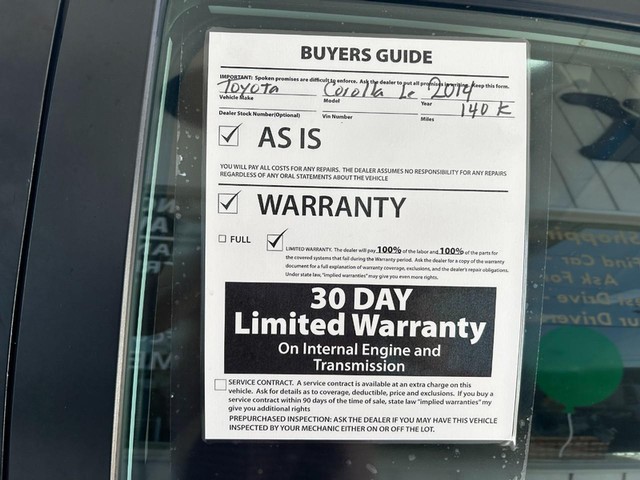 BUYERS GUIDE
IMPORTANT: Spoken promises are difficult to enforce. Ask the dealer to put all promises in writing. Keep this form.
Toyota Corolla Le 2014
Vehicle Make Model Year 140 K
Dealer Stock Number(Optional) Vin Number Miles
AS IS
YOU WILL PAY ALL COSTS FOR ANY REPAIRS. THE DEALER ASSUMES NO RESPONSIBILITY FOR ANY REPAIRS
REGARDLESS OF ANY ORAL STATEMENTS ABOUT THE VEHICLE
WARRANTY
FULL LIMITED WARRANTY. The dealer will pay 100% of the labor and 100% of the parts for
the covered systems that fail during the Warranty period. Ask the dealer for a copy of the warranty
document for a full explanation of warranty coverage, exclusions, and the dealer's repair obligations.
Under state law, "implied warranties" may give you even more rights.
30 DAY
Limited Warranty
On Internal Engine and
Transmission
SERVICE CONTRACT. A service contract is available at an extra charge on this
vehicle. Ask for details as to coverage, deductible, price and exclusions. If you buy a
service contract within 90 days of the time of sale, state law "implied warranties" my
give you additional rights
PREPURCHASED INSPECTION: ASK THE DEALER IF YOU MAY HAVE THIS VEHICLE
INSPECTED BY YOUR MECHANIC EITHER ON OR OFF THE LOT.